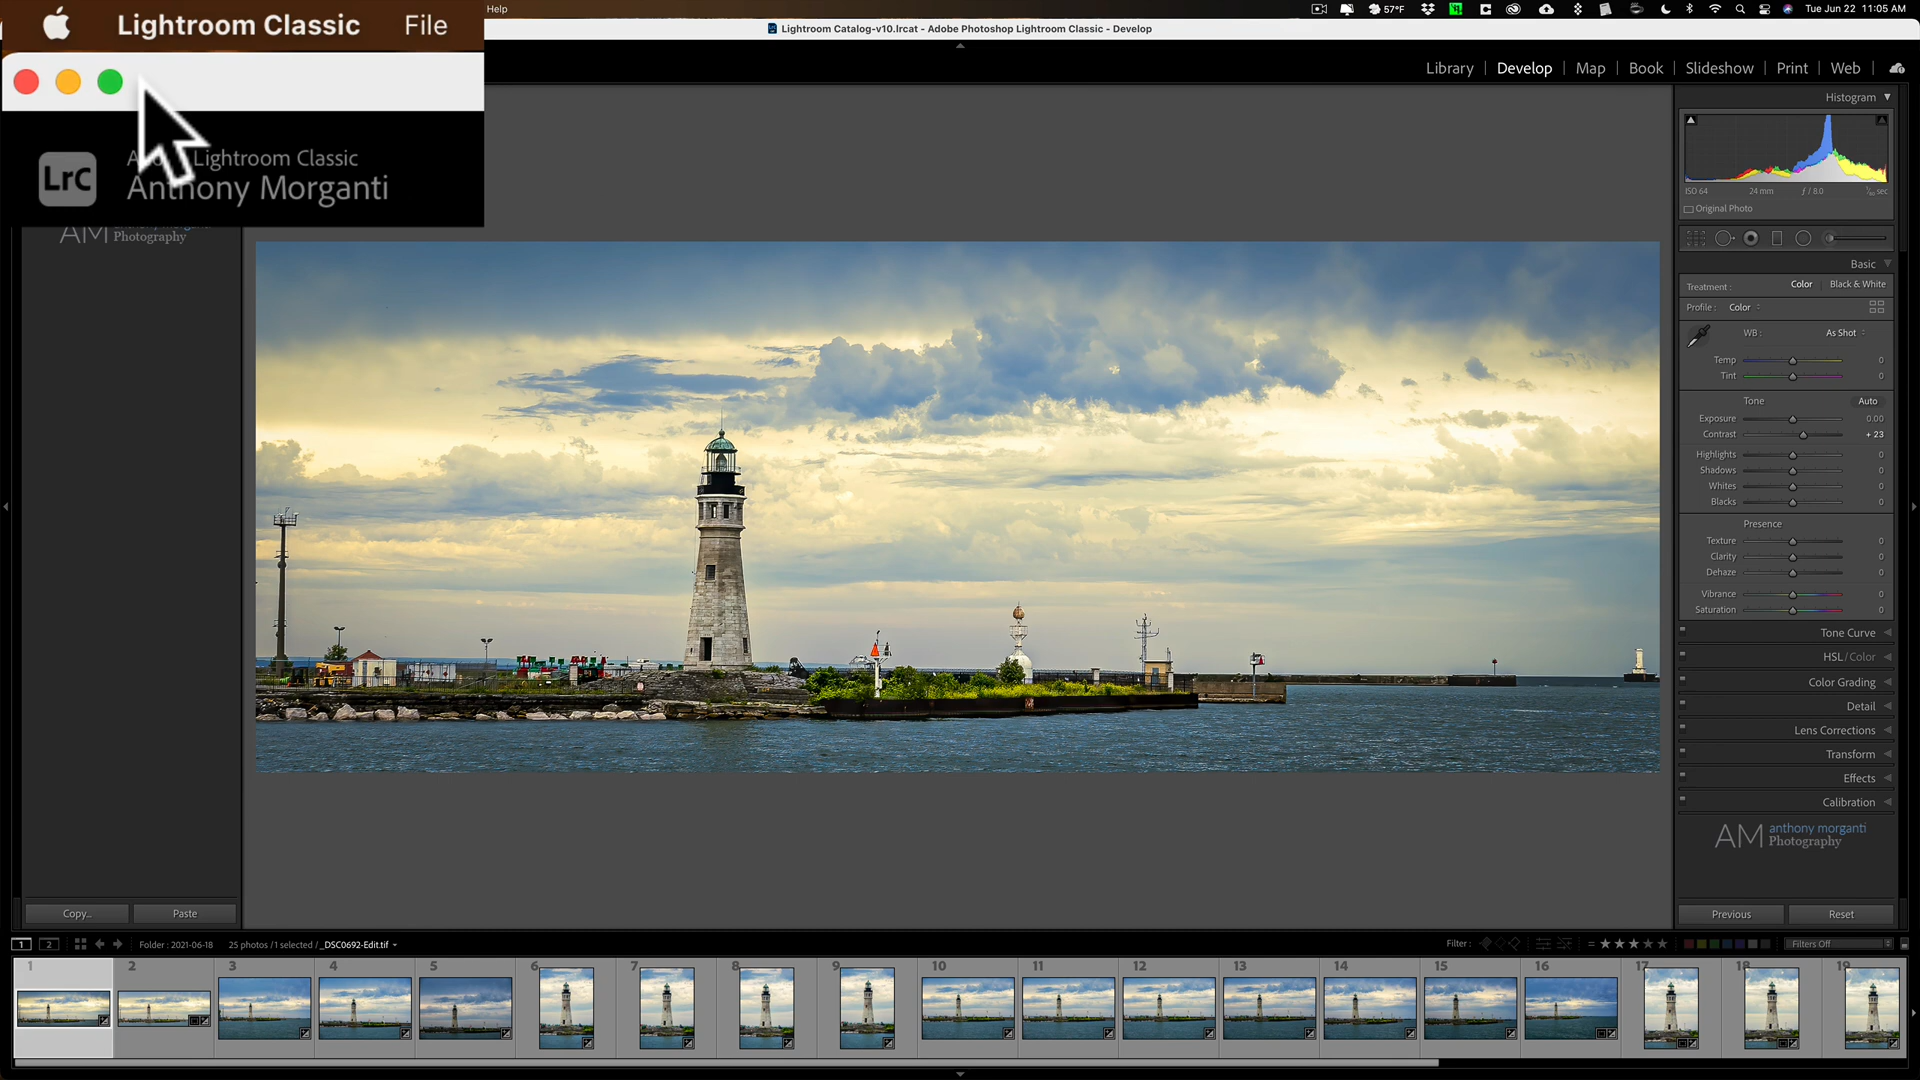 Lightroom Classic File
Help
57°F
Tue Jun 22 11:05 AM
Lightroom Catalog-v10.lrcat - Adobe Photoshop Lightroom Classic - Develop
LrC
Lightroom Classic
Anthony Morganti
AM
Photography
Library | Develop | Map | Book | Slideshow | Print | Web
Histogram
ISO 64 24 mm ƒ / 8.0 sec
Original Photo
Basic
Treatment : Color Black & White
Profile : Color
WB : As Shot
Temp 0
Tint 0
Tone Auto
Exposure 0.00
Contrast + 23
Highlights 0
Shadows 0
Whites 0
Blacks 0
Presence
Texture 0
Clarity 0
Dehaze 0
Vibrance 0
Saturation 0
Tone Curve
HSL / Color
Color Grading
Detail
Lens Corrections
Transform
Effects
Calibration
AM anthony morganti
Photography
Copy... Paste
Previous Reset
1 2 Folder : 2021-06-18 25 photos / 1 selected / _DSC0692-Edit.tif
Filter : Filters Off
1 2 3 4 5 6 7 8 9 10 11 12 13 14 15 16 17 18 19